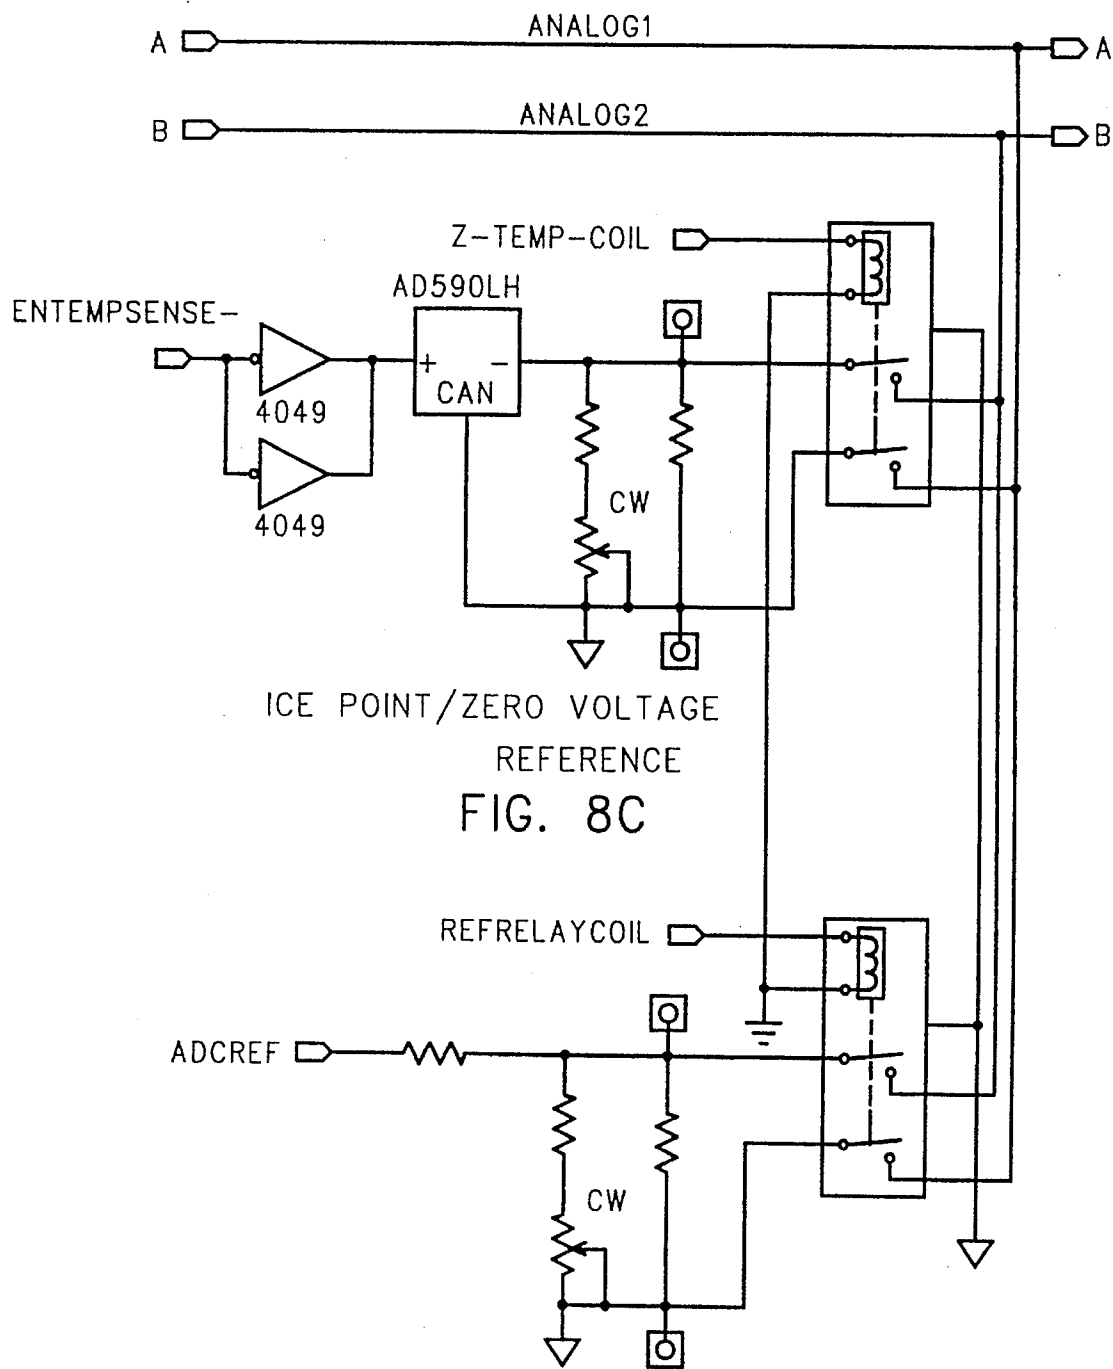 A ANALOG1 A
B ANALOG2 B
Z-TEMP-COIL
AD590LH
ENTEMPSENSE-
+ -
CAN
4049
CW
4049
ICE POINT/ZERO VOLTAGE
REFERENCE
FIG. 8C
REFRELAYCOIL
ADCREF
CW